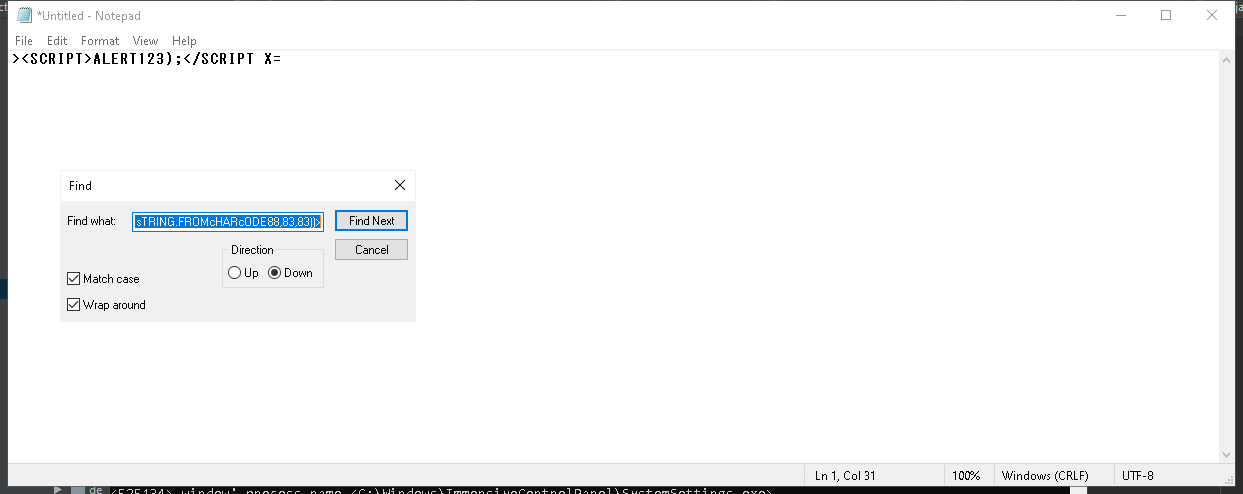 *Untitled - Notepad
File Edit Format View Help
><SCRIPT>ALERT123);</SCRIPT X=
Find
Find what: sTRING.FROMcHARcODE88,83,83))> Find Next
Direction Cancel
Up Down
Match case
Wrap around
Ln 1, Col 31 100% Windows (CRLF) UTF-8
de <525134> window' process name <C:\Windows\ImmersiveControlPanel\SystemSettings.exe>